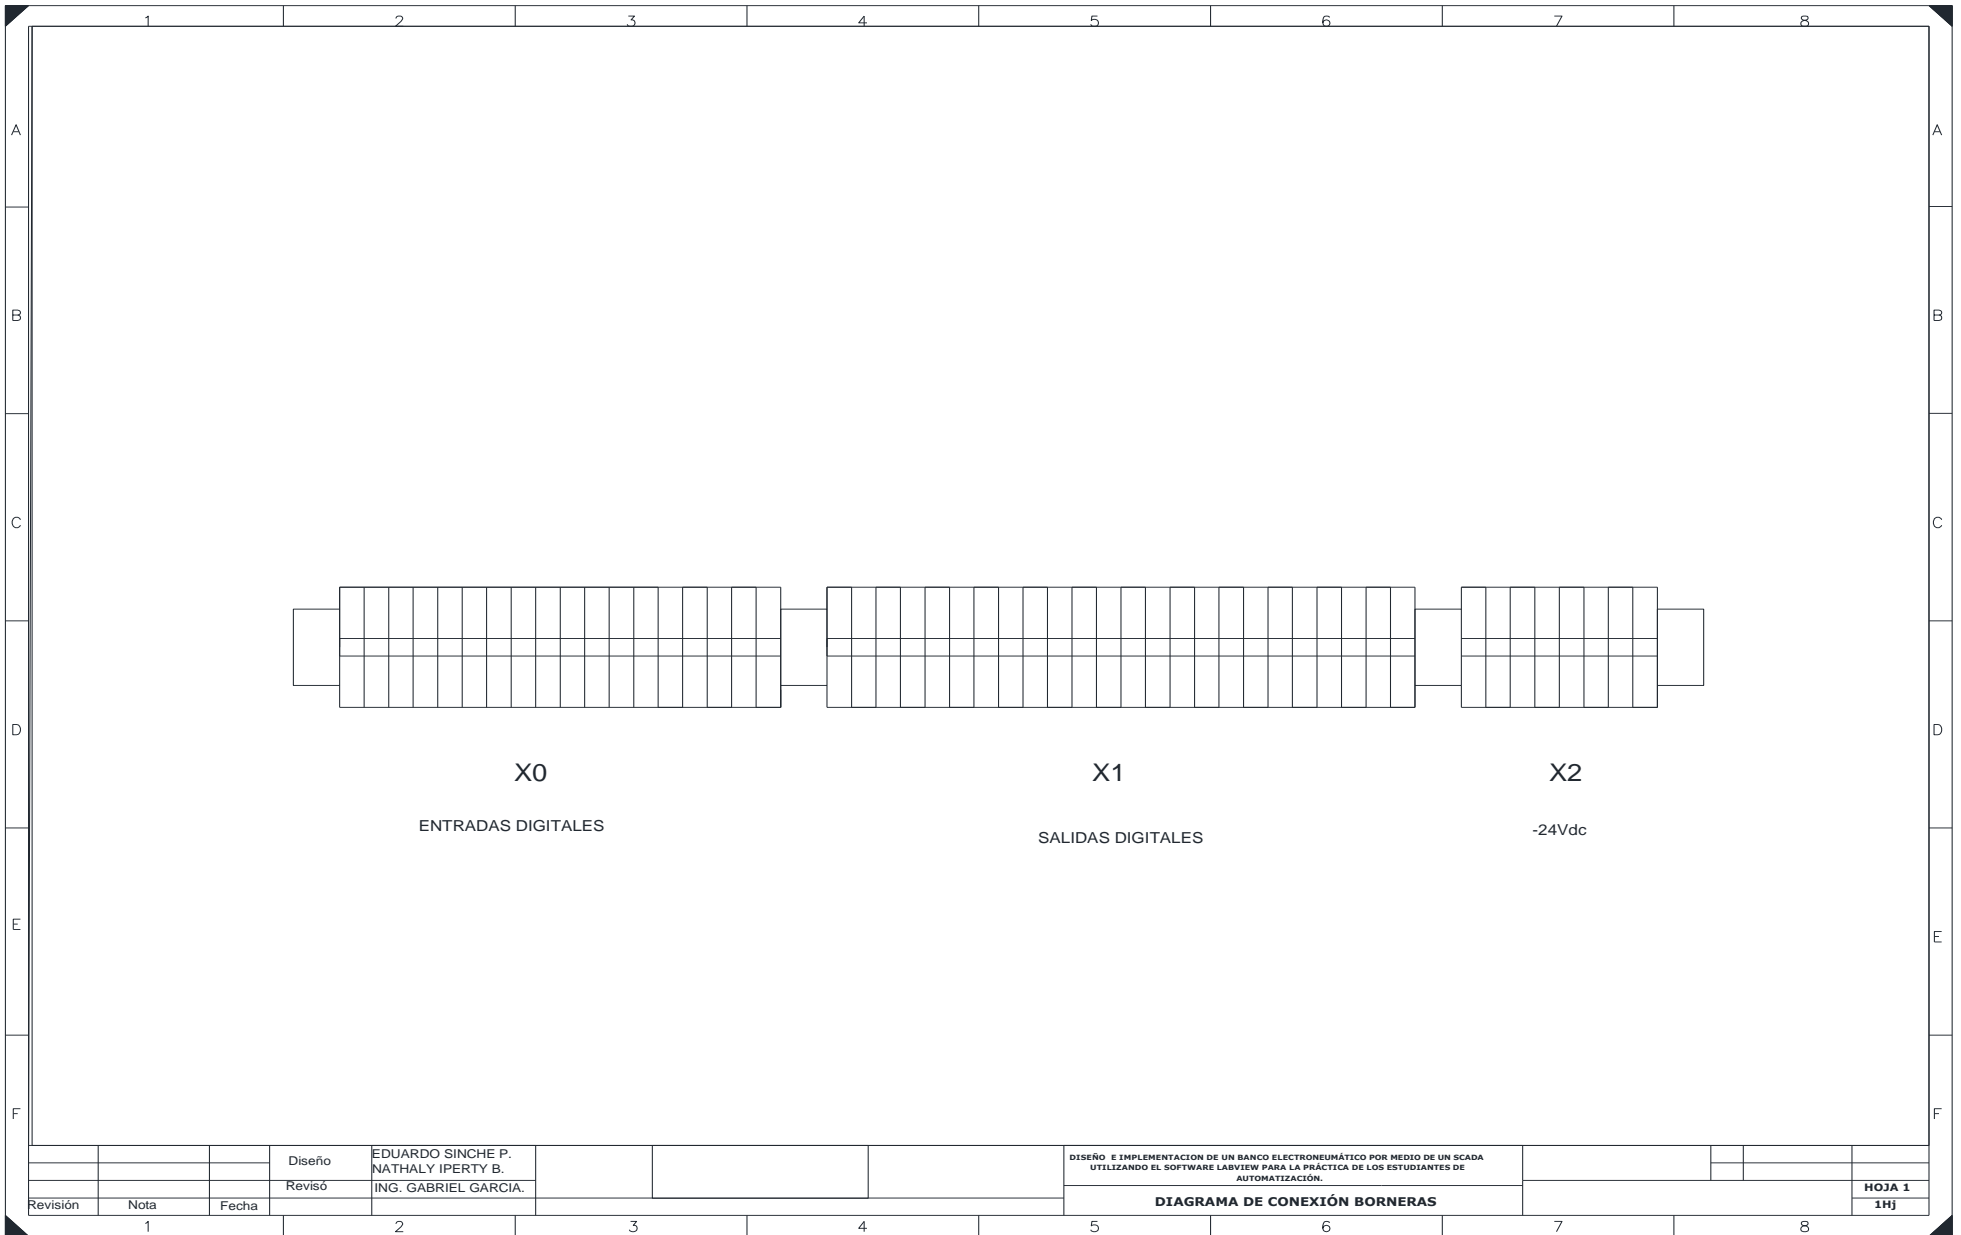 1 2 3 4 5 6 7 8
A A
B B
C C
D D
X0 X1 X2
ENTRADAS DIGITALES
SALIDAS DIGITALES
-24Vdc
E E
F F
Diseño
EDUARDO SINCHE P.
NATHALY IPERTY B.
Revisó
ING. GABRIEL GARCIA.
Revisión Nota Fecha
DISEÑO E IMPLEMENTACION DE UN BANCO ELECTRONEUMÁTICO POR MEDIO DE UN SCADA
UTILIZANDO EL SOFTWARE LABVIEW PARA LA PRÁCTICA DE LOS ESTUDIANTES DE
AUTOMATIZACIÓN.
DIAGRAMA DE CONEXIÓN BORNERAS
HOJA 1
1Hj
1 2 3 4 5 6 7 8